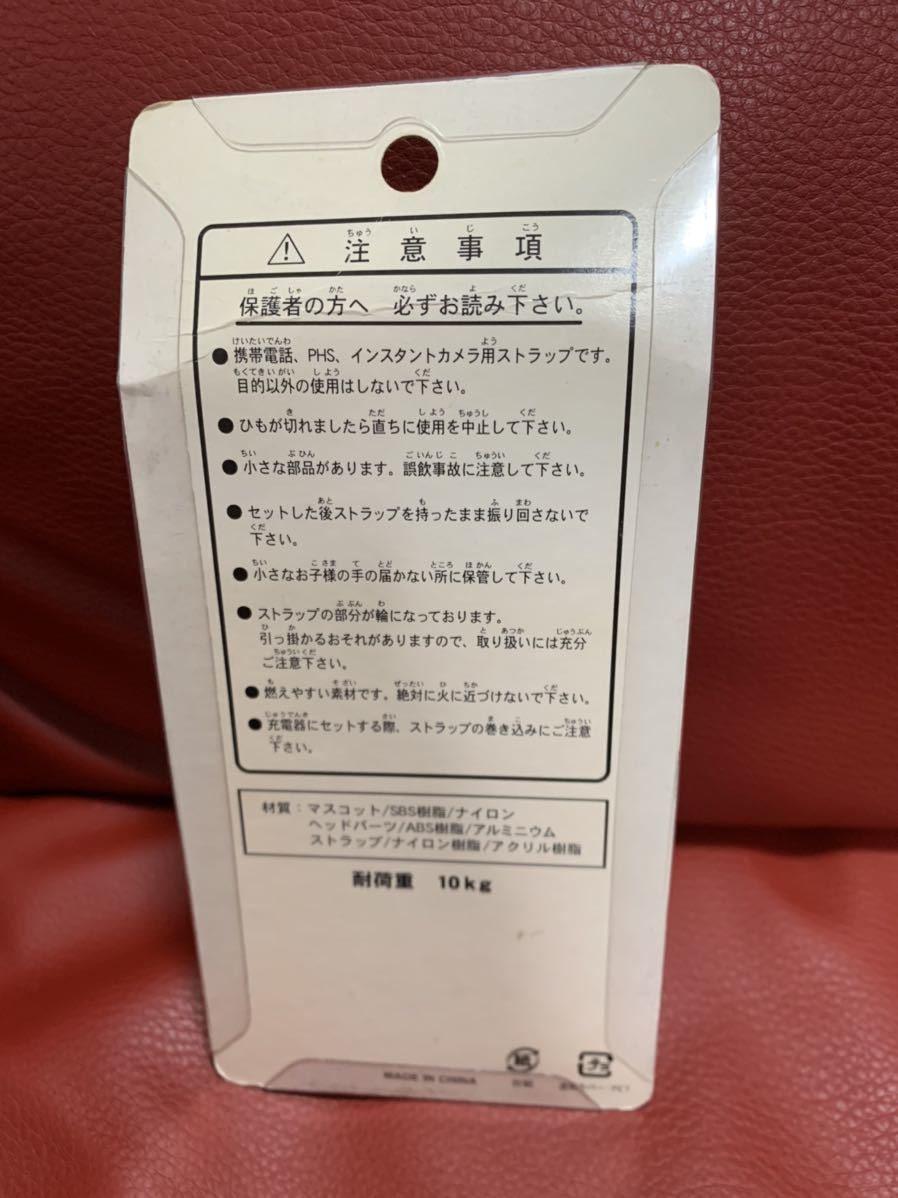 注意事項
保護者の方へ 必ずお読み下さい。
●携帯電話、PHS、インスタントカメラ用ストラップです。
目的以外の使用はしないで下さい。
●ひもが切れましたら直ちに使用を中止して下さい。
●小さな部品があります。誤飲事故に注意して下さい。
●セットした後ストラップを持ったまま振り回さないで
下さい。
●小さなお子様の手の届かない所に保管して下さい。
●ストラップの部分が輪になっております。
引っ掛かるおそれがありますので、取り扱いには充分
ご注意下さい。
●燃えやすい素材です。絶対に火に近づけないで下さい。
●充電器にセットする際、ストラップの巻き込みにご注意
下さい。
材質：マスコット/SBS樹脂/ナイロン
ヘッドパーツ/ABS樹脂/アルミニウム
ストラップ/ナイロン樹脂/アクリル樹脂
耐荷重 10kg
紙 プラ
MADE IN CHINA 台紙 PET